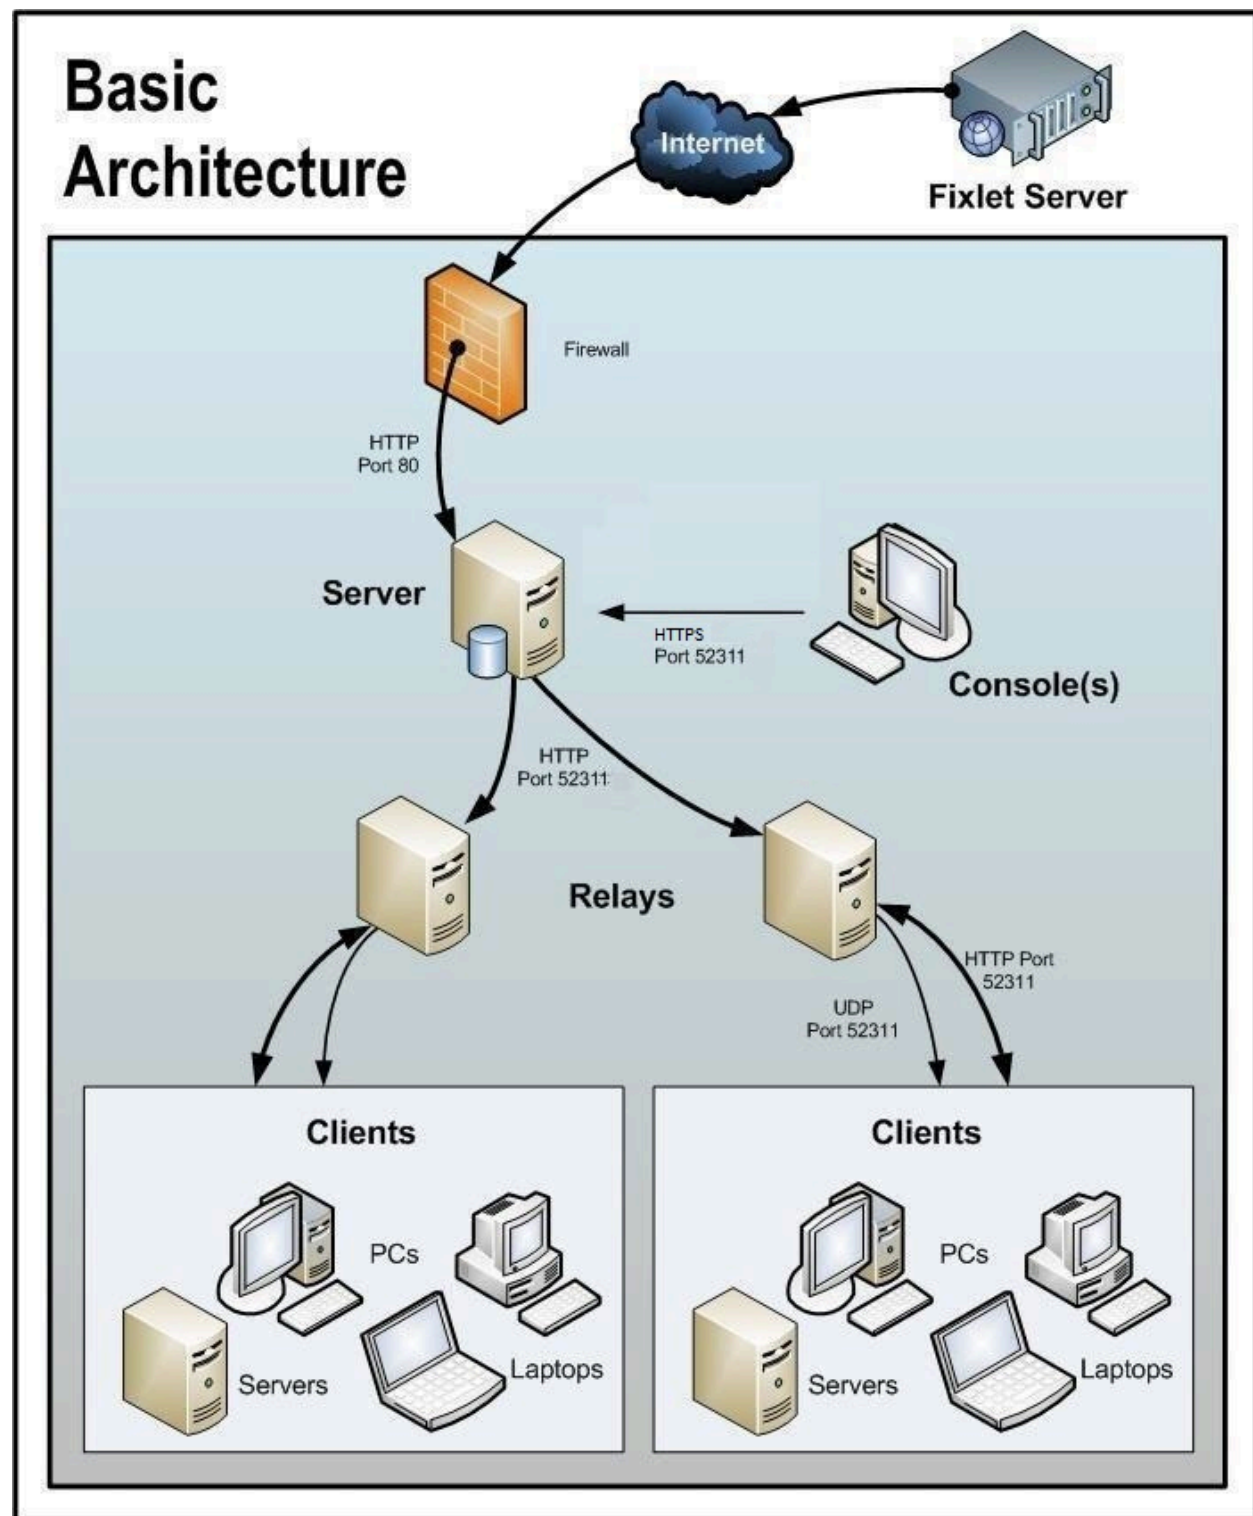 Basic
Architecture
Internet
Fixlet Server
Firewall
HTTP
Port 80
Server
HTTPS
Port 52311
Console(s)
HTTP
Port 52311
Relays
HTTP Port
52311
UDP
Port 52311
Clients
PCs
Servers
Laptops
Clients
PCs
Servers
Laptops